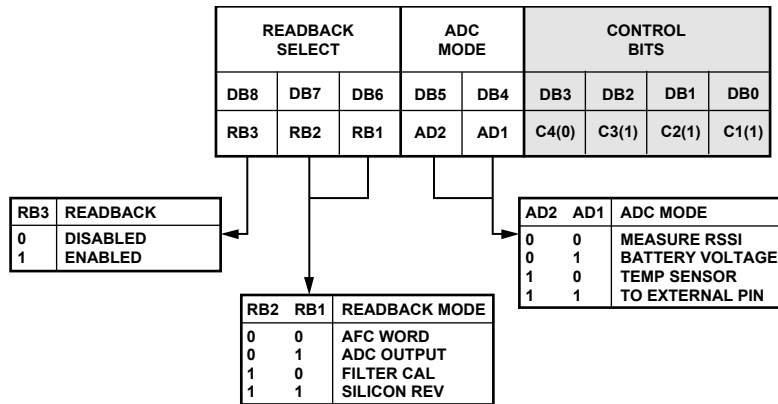 READBACK SELECT ADC MODE CONTROL BITS
DB8 DB7 DB6 DB5 DB4 DB3 DB2 DB1 DB0
RB3 RB2 RB1 AD2 AD1 C4(0) C3(1) C2(1) C1(1)
RB3 READBACK
0 DISABLED
1 ENABLED
RB2 RB1 READBACK MODE
0 0 AFC WORD
0 1 ADC OUTPUT
1 0 FILTER CAL
1 1 SILICON REV
AD2 AD1 ADC MODE
0 0 MEASURE RSSI
0 1 BATTERY VOLTAGE
1 0 TEMP SENSOR
1 1 TO EXTERNAL PIN